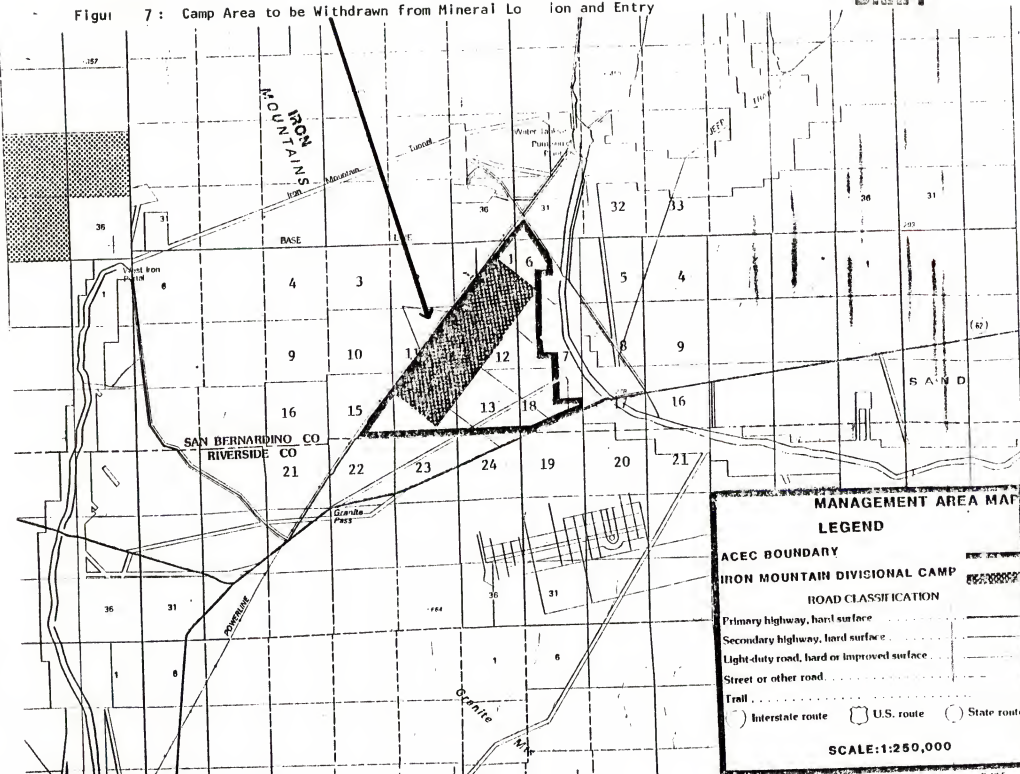 7: Camp Area to be Withdrawn from Mineral Lo ion and Entry
IRON
MOUNTAINS
Iron Mountain Tunnel
JEEP
36 31 32 33
36 31
36 31
BASE
West Iron
Portal
1 6
4 3
1 6
5 4
1
(62)
9 10 11 12 7 8 9
SAND
16 15 13 18 17 16
SAN BERNARDINO CO
RIVERSIDE CO
21 22 23 24 19 20 21
Granite
Pass
36 31
36 31
POWERLINE
1 6
1 6
Granite
Mts
MANAGEMENT AREA MAP
LEGEND
ACEC BOUNDARY
IRON MOUNTAIN DIVISIONAL CAMP
ROAD CLASSIFICATION
Primary highway, hard surface
Secondary highway, hard surface
Light-duty road, hard or improved surface
Street or other road
Trail
Interstate route U.S. route State route
SCALE:1:250,000